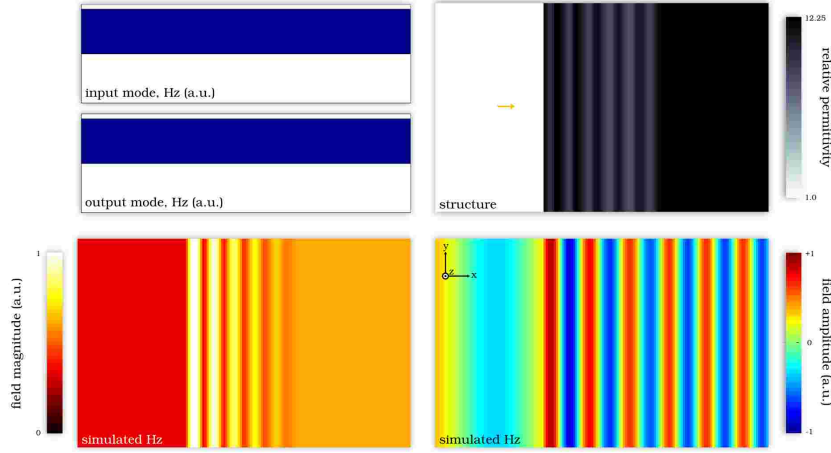 input mode, Hz (a.u.)
output mode, Hz (a.u.)
structure
12.25
relative permittivity
1.0
field magnitude (a.u.)
1
0
simulated Hz
y
z
x
simulated Hz
+1
0
-1
field amplitude (a.u.)